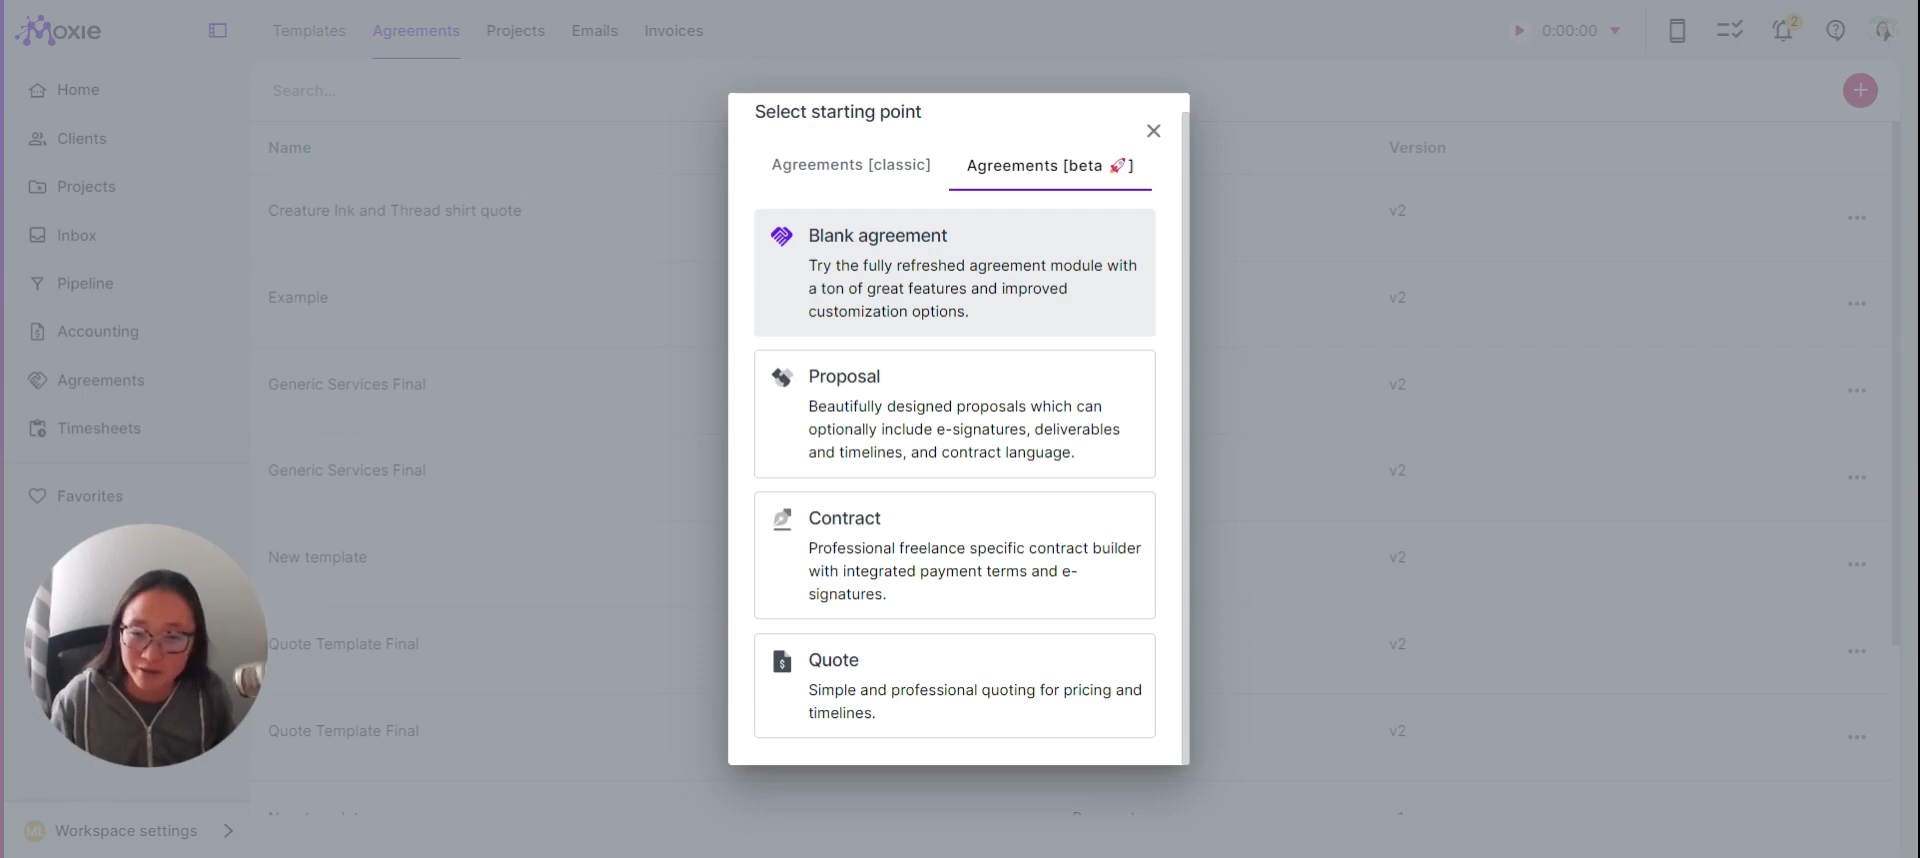 Moxie
Templates
Agreements
Projects
Emails
Invoices
0:00:00
2
Home
Clients
Projects
Inbox
Pipeline
Accounting
Agreements
Timesheets
Favorites
ML
Workspace settings
Search...
Name
Version
Creature Ink and Thread shirt quote
v2
Example
v2
Generic Services Final
v2
Generic Services Final
v2
New template
v2
Quote Template Final
v2
Quote Template Final
v2
Select starting point
Agreements [classic]
Agreements [beta 🚀]
Blank agreement
Try the fully refreshed agreement module with
a ton of great features and improved
customization options.
Proposal
Beautifully designed proposals which can
optionally include e-signatures, deliverables
and timelines, and contract language.
Contract
Professional freelance specific contract builder
with integrated payment terms and e-
signatures.
Quote
Simple and professional quoting for pricing and
timelines.